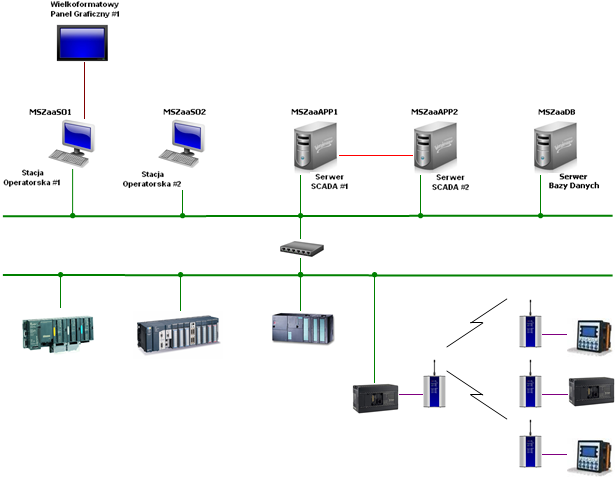 Wielkoformatowy
Panel Graficzny #1
MSZaaSO1
MSZaaSO2
MSZaaAPP1
MSZaaAPP2
MSZaaDB
Stacja
Operatorska #1
Stacja
Operatorska #2
Serwer
SCADA #1
Serwer
SCADA #2
Serwer
Bazy Danych